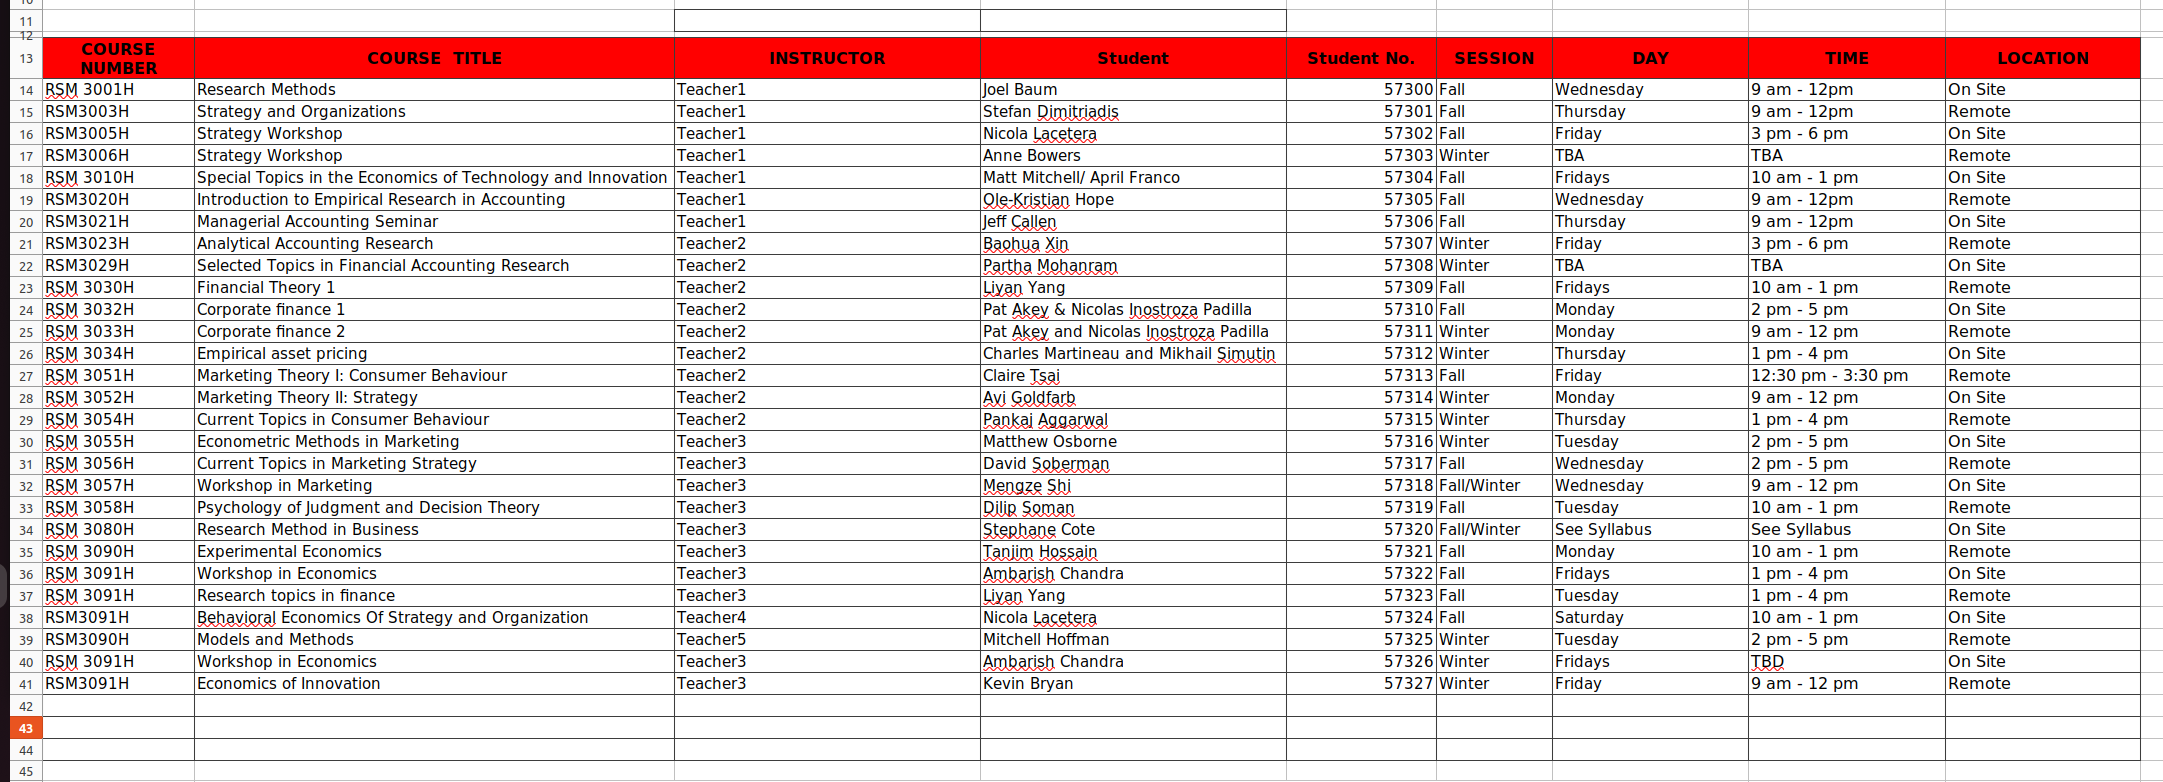 10
11
12
13 COURSE NUMBER COURSE TITLE INSTRUCTOR Student Student No. SESSION DAY TIME LOCATION
14 RSM 3001H Research Methods Teacher1 Joel Baum 57300 Fall Wednesday 9 am - 12pm On Site
15 RSM3003H Strategy and Organizations Teacher1 Stefan Dimitriadis 57301 Fall Thursday 9 am - 12pm Remote
16 RSM3005H Strategy Workshop Teacher1 Nicola Lacetera 57302 Fall Friday 3 pm - 6 pm On Site
17 RSM3006H Strategy Workshop Teacher1 Anne Bowers 57303 Winter TBA TBA Remote
18 RSM 3010H Special Topics in the Economics of Technology and Innovation Teacher1 Matt Mitchell/ April Franco 57304 Fall Fridays 10 am - 1 pm On Site
19 RSM3020H Introduction to Empirical Research in Accounting Teacher1 Ole-Kristian Hope 57305 Fall Wednesday 9 am - 12pm Remote
20 RSM3021H Managerial Accounting Seminar Teacher1 Jeff Callen 57306 Fall Thursday 9 am - 12pm On Site
21 RSM3023H Analytical Accounting Research Teacher2 Baohua Xin 57307 Winter Friday 3 pm - 6 pm Remote
22 RSM3029H Selected Topics in Financial Accounting Research Teacher2 Partha Mohanram 57308 Winter TBA TBA On Site
23 RSM 3030H Financial Theory 1 Teacher2 Liyan Yang 57309 Fall Fridays 10 am - 1 pm Remote
24 RSM 3032H Corporate finance 1 Teacher2 Pat Akey & Nicolas Inostroza Padilla 57310 Fall Monday 2 pm - 5 pm On Site
25 RSM 3033H Corporate finance 2 Teacher2 Pat Akey and Nicolas Inostroza Padilla 57311 Winter Monday 9 am - 12 pm Remote
26 RSM 3034H Empirical asset pricing Teacher2 Charles Martineau and Mikhail Simutin 57312 Winter Thursday 1 pm - 4 pm On Site
27 RSM 3051H Marketing Theory I: Consumer Behaviour Teacher2 Claire Tsai 57313 Fall Friday 12:30 pm - 3:30 pm Remote
28 RSM 3052H Marketing Theory II: Strategy Teacher2 Avi Goldfarb 57314 Winter Monday 9 am - 12 pm On Site
29 RSM 3054H Current Topics in Consumer Behaviour Teacher2 Pankaj Aggarwal 57315 Winter Thursday 1 pm - 4 pm Remote
30 RSM 3055H Econometric Methods in Marketing Teacher3 Matthew Osborne 57316 Winter Tuesday 2 pm - 5 pm On Site
31 RSM 3056H Current Topics in Marketing Strategy Teacher3 David Soberman 57317 Fall Wednesday 2 pm - 5 pm Remote
32 RSM 3057H Workshop in Marketing Teacher3 Mengze Shi 57318 Fall/Winter Wednesday 9 am - 12 pm On Site
33 RSM 3058H Psychology of Judgment and Decision Theory Teacher3 Dilip Soman 57319 Fall Tuesday 10 am - 1 pm Remote
34 RSM 3080H Research Method in Business Teacher3 Stephane Cote 57320 Fall/Winter See Syllabus See Syllabus On Site
35 RSM 3090H Experimental Economics Teacher3 Tanjim Hossain 57321 Fall Monday 10 am - 1 pm Remote
36 RSM 3091H Workshop in Economics Teacher3 Ambarish Chandra 57322 Fall Fridays 1 pm - 4 pm On Site
37 RSM 3091H Research topics in finance Teacher3 Liyan Yang 57323 Fall Tuesday 1 pm - 4 pm Remote
38 RSM3091H Behavioral Economics Of Strategy and Organization Teacher4 Nicola Lacetera 57324 Fall Saturday 10 am - 1 pm On Site
39 RSM3090H Models and Methods Teacher5 Mitchell Hoffman 57325 Winter Tuesday 2 pm - 5 pm Remote
40 RSM 3091H Workshop in Economics Teacher3 Ambarish Chandra 57326 Winter Fridays TBD On Site
41 RSM3091H Economics of Innovation Teacher3 Kevin Bryan 57327 Winter Friday 9 am - 12 pm Remote
42
43
44
45